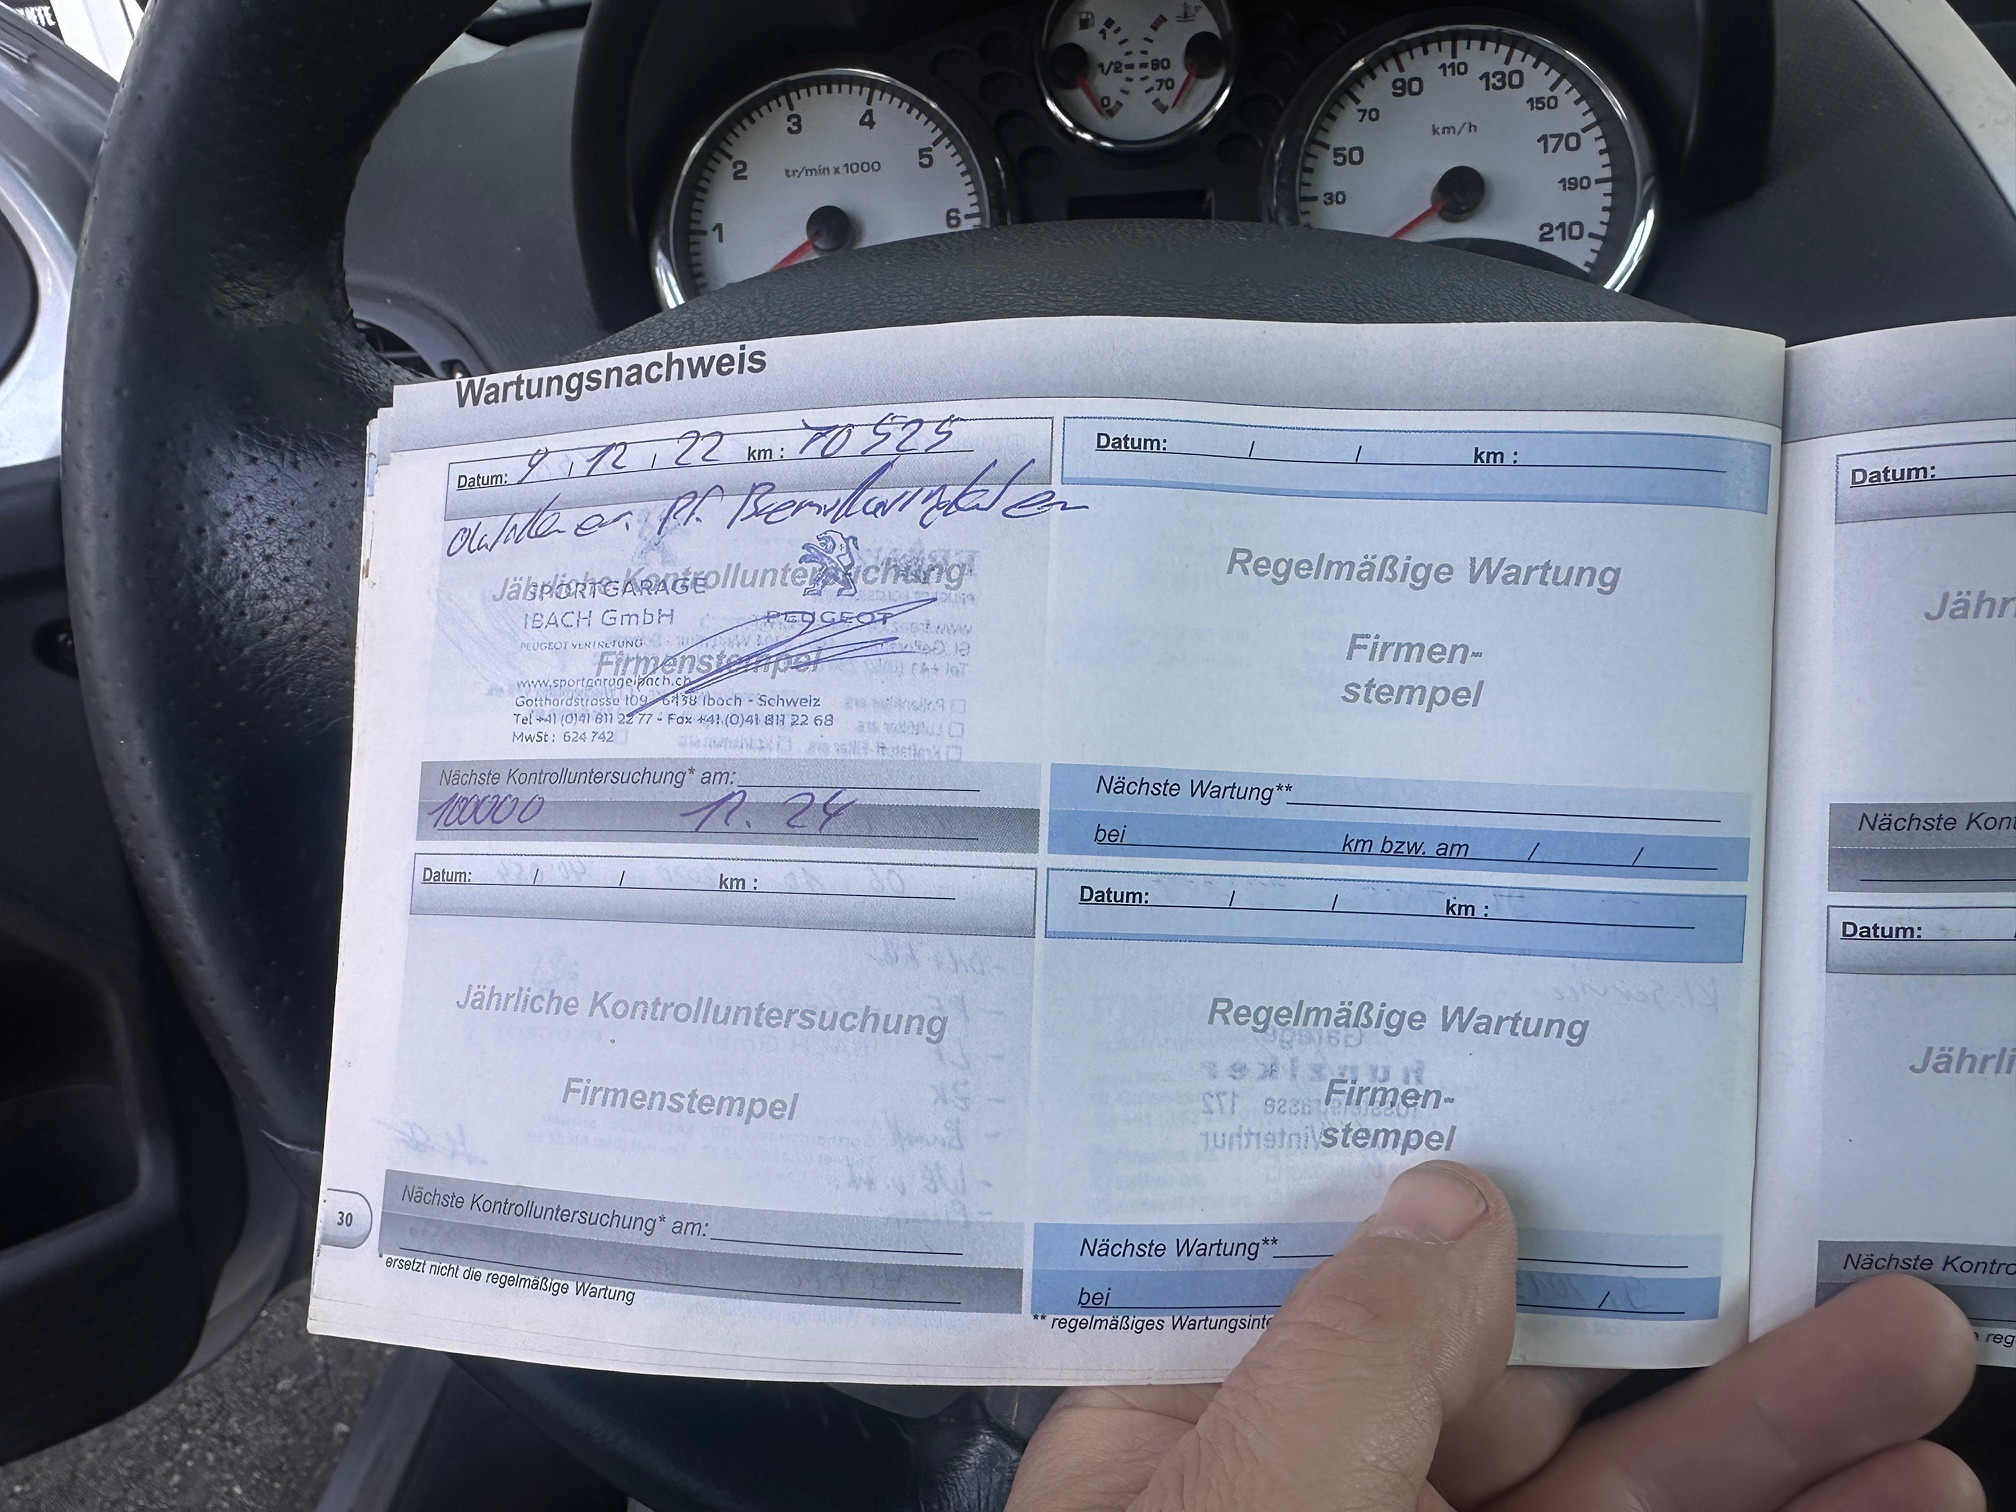 1/2
90
70
0
3
4
2
5
tr/min x 1000
1
6
90
110
130
70
150
km/h
50
170
30
190
210
Wartungsnachweis
Datum: 9 / 12 / 22 km : 70 525
Pf.
Jährliche Kontrolluntersuchung
SPORTGARAGE
IBACH GmbH
PEUGEOT
PEUGEOT VERTRETUNG
Firmenstempel
www.sportgarageibach.ch
Gotthardstrasse 109 - 6438 Ibach - Schweiz
Tel +41 (0)41 811 22 77 - Fax +41 (0)41 811 22 68
MwSt : 624 742
Nächste Kontrolluntersuchung* am:
100000 12. 24
Datum: / / km :
Jährliche Kontrolluntersuchung
Firmenstempel
Nächste Kontrolluntersuchung* am:
30
* ersetzt nicht die regelmäßige Wartung
Datum: / / km :
Regelmäßige Wartung
Firmen-
stempel
Nächste Wartung**
bei km bzw. am / /
Datum: / / km :
Regelmäßige Wartung
Firmen-
stempel
Nächste Wartung**
bei /
** regelmäßiges Wartungsinte
Datum:
Jähr
Nächste Kont
Datum:
Jährli
Nächste Kontro
reg